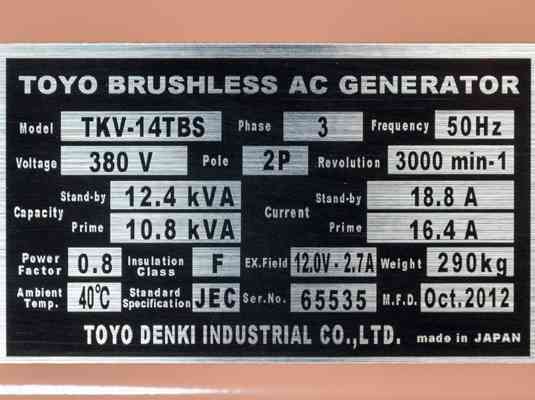 TOYO BRUSHLESS AC GENERATOR
Model TKV-14TBS Phase 3 Frequency 50Hz
Voltage 380 V Pole 2P Revolution 3000 min-1
Capacity Stand-by 12.4 kVA Current Stand-by 18.8 A
Prime 10.8 kVA Prime 16.4 A
Power Factor 0.8 Insulation Class F EX.Field 12.0V-2.7A Weight 290kg
Ambient Temp. 40°C Standard Specification JEC Ser.No. 65535 M.F.D. Oct.2012
TOYO DENKI INDUSTRIAL CO.,LTD. made in JAPAN